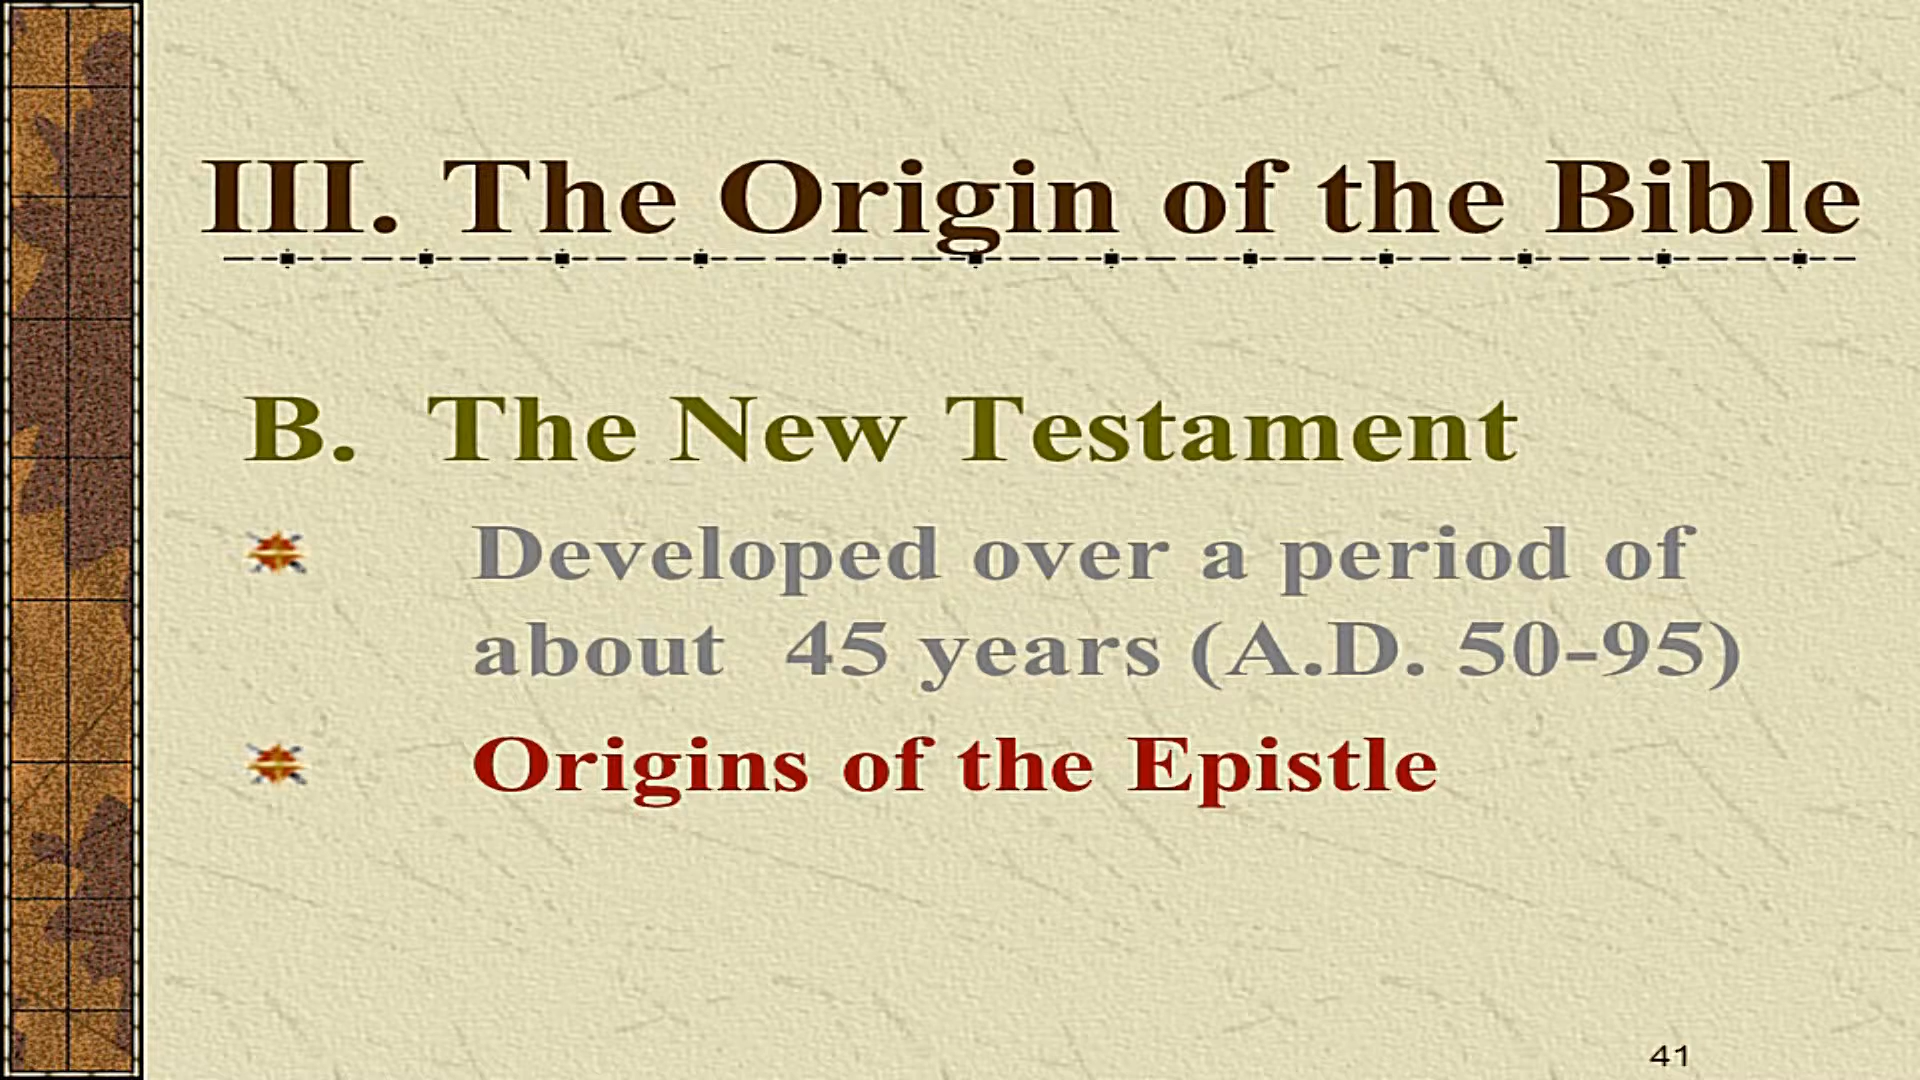 III. The Origin of the Bible
B. The New Testament
Developed over a period of
about 45 years (A.D. 50-95)
Origins of the Epistle
41